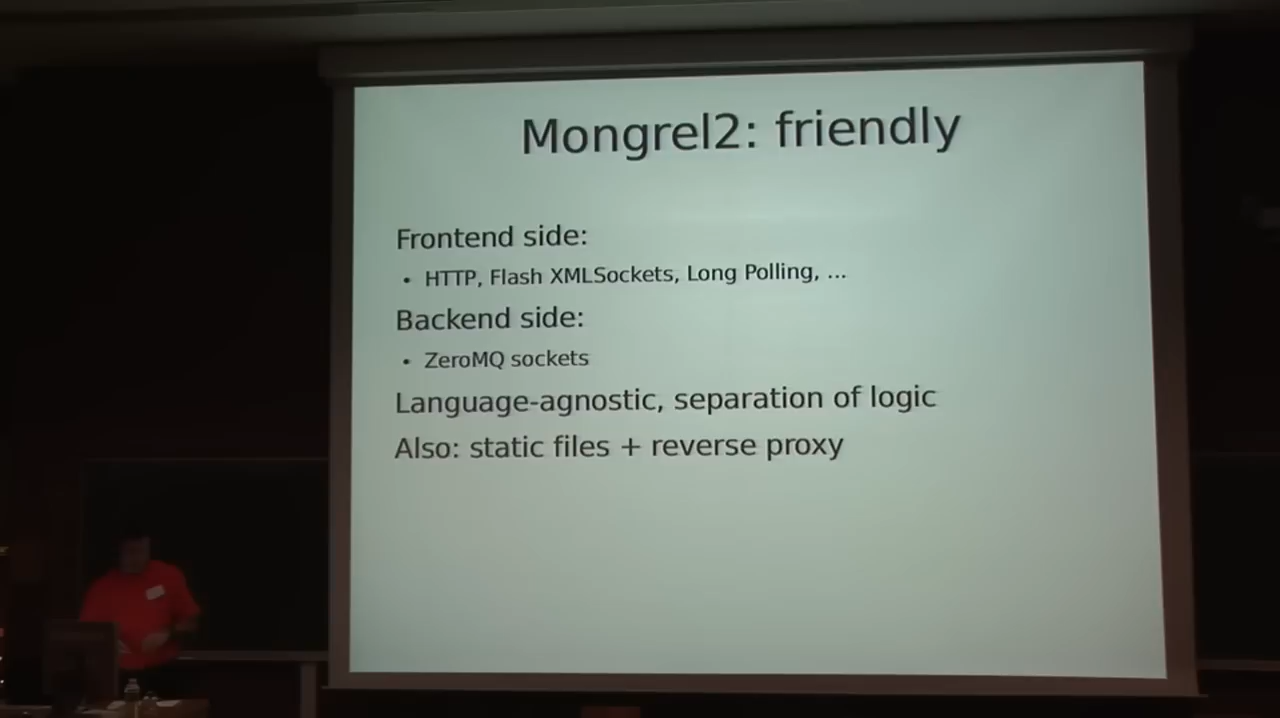 Mongrel2: friendly
Frontend side:
• HTTP, Flash XMLSockets, Long Polling, ...
Backend side:
• ZeroMQ sockets
Language-agnostic, separation of logic
Also: static files + reverse proxy